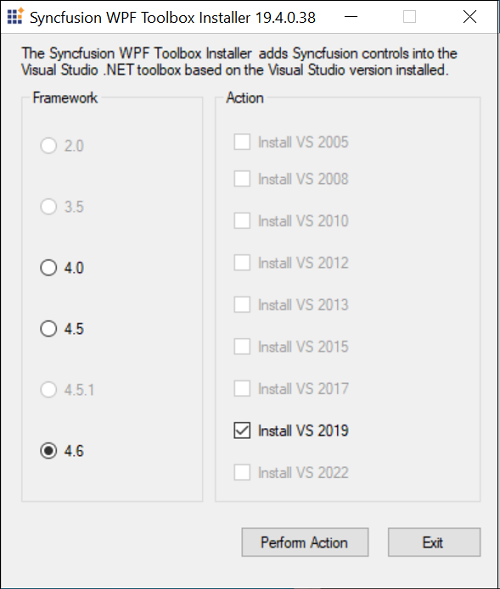 Syncfusion WPF Toolbox Installer 19.4.0.38
The Syncfusion WPF Toolbox Installer  adds Syncfusion controls into the
Visual Studio .NET toolbox based on the Visual Studio version installed.
Framework
2.0
3.5
4.0
4.5
4.5.1
4.6
Action
Install VS 2005
Install VS 2008
Install VS 2010
Install VS 2012
Install VS 2013
Install VS 2015
Install VS 2017
Install VS 2019
Install VS 2022
Perform Action
Exit